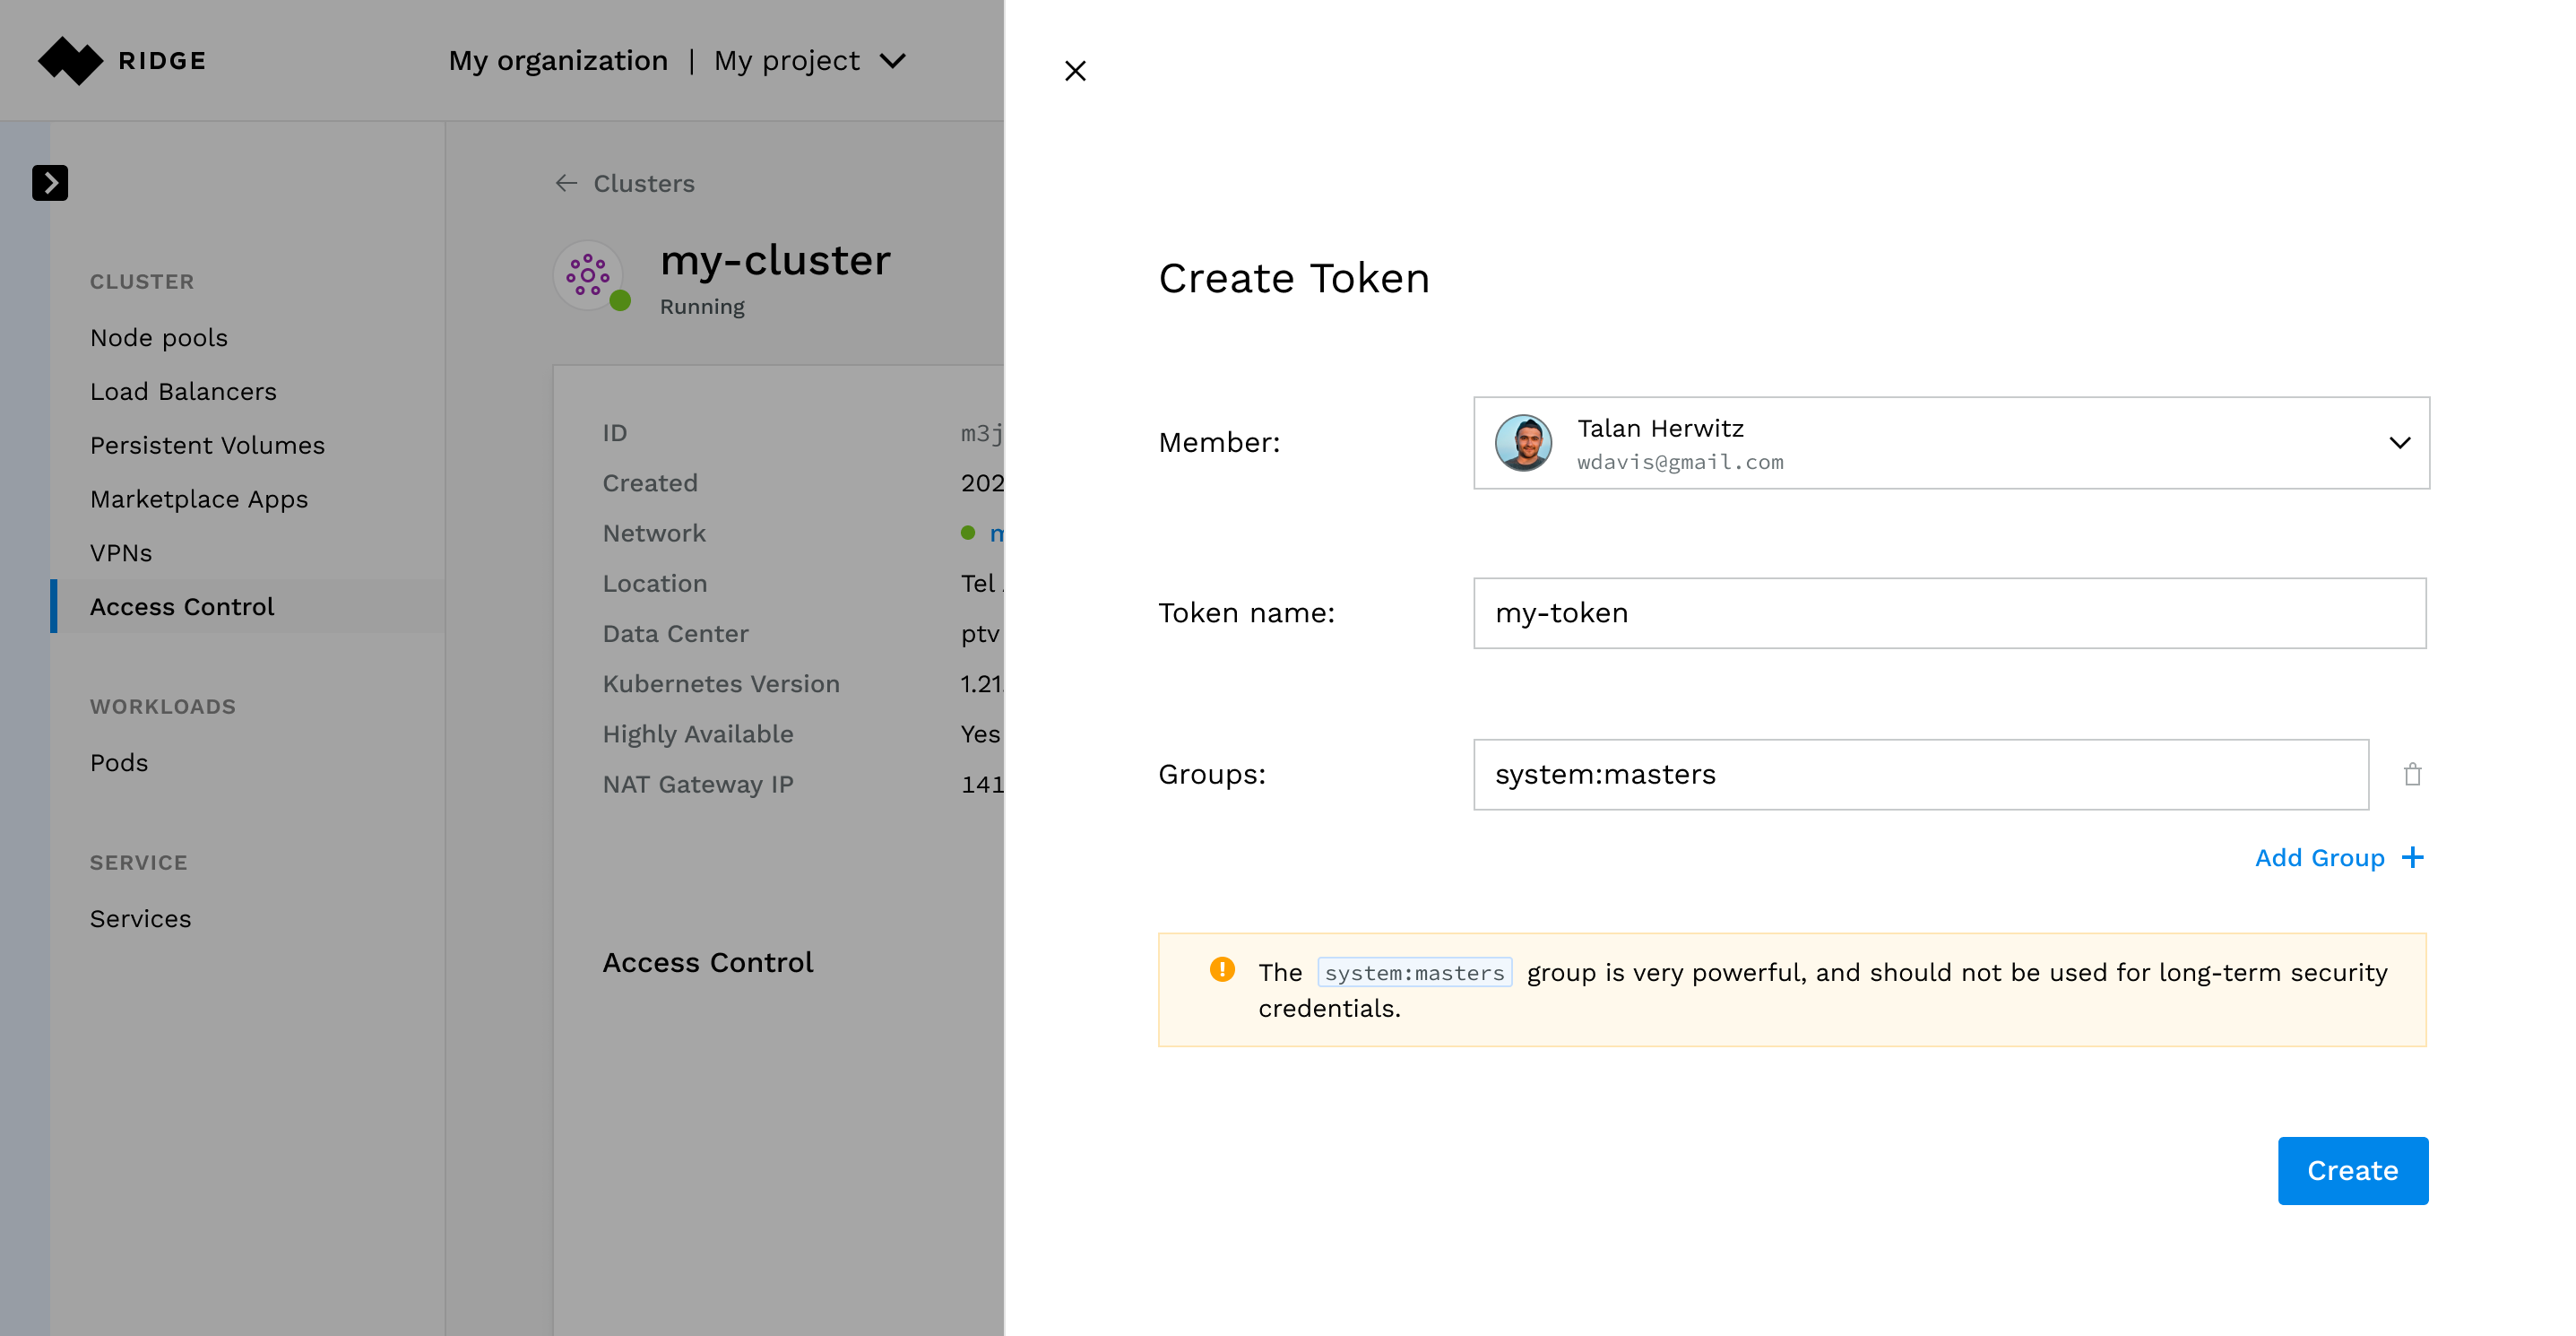 RIDGE
My organization | My project
Clusters
my-cluster
Running
CLUSTER
Node pools
Load Balancers
Persistent Volumes
Marketplace Apps
VPNs
Access Control
WORKLOADS
Pods
SERVICE
Services
ID m3j
Created 202
Network
Location Tel
Data Center ptv
Kubernetes Version 1.21
Highly Available Yes
NAT Gateway IP 141
Access Control
Create Token
Member:
Talan Herwitz
wdavis@gmail.com
Token name: my-token
Groups: system:masters
Add Group +
The system:masters group is very powerful, and should not be used for long-term security
credentials.
Create